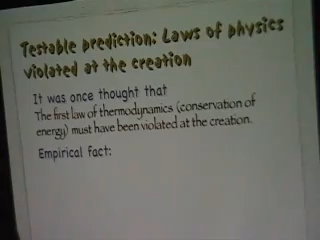 Testable prediction: Laws of physics
violated at the creation
It was once thought that
The first law of thermodynamics (conservation of
energy) must have been violated at the creation.
Empirical fact: